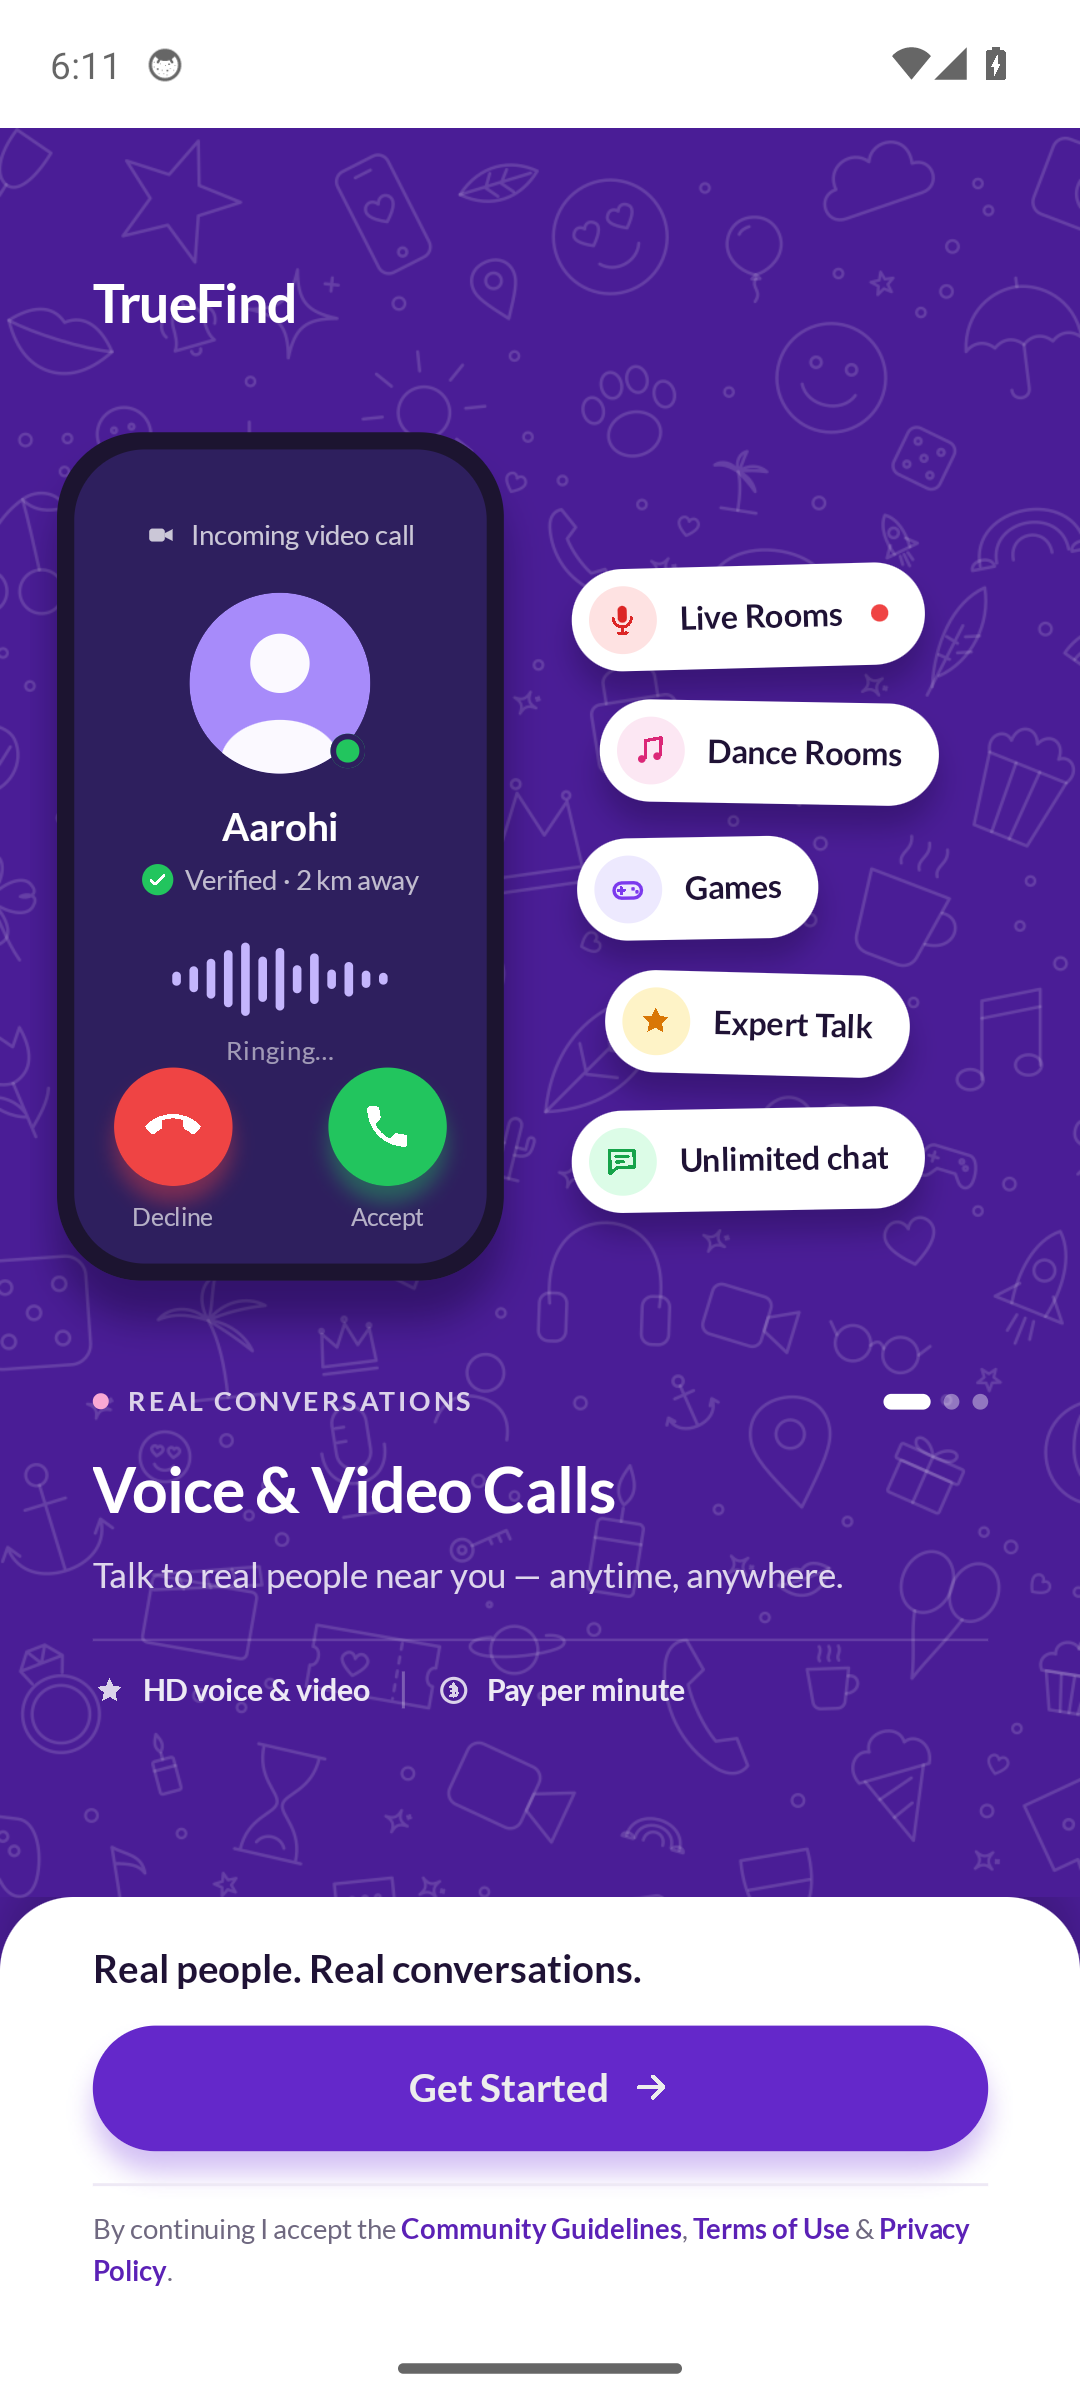 6:11
TrueFind
Incoming video call
Aarohi
Verified · 2 km away
Ringing...
Decline
Accept
Live Rooms
Dance Rooms
Games
Expert Talk
Unlimited chat
REAL CONVERSATIONS
Voice & Video Calls
Talk to real people near you — anytime, anywhere.
HD voice & video
Pay per minute
Real people. Real conversations.
Get Started
By continuing I accept the Community Guidelines, Terms of Use & Privacy
Policy.